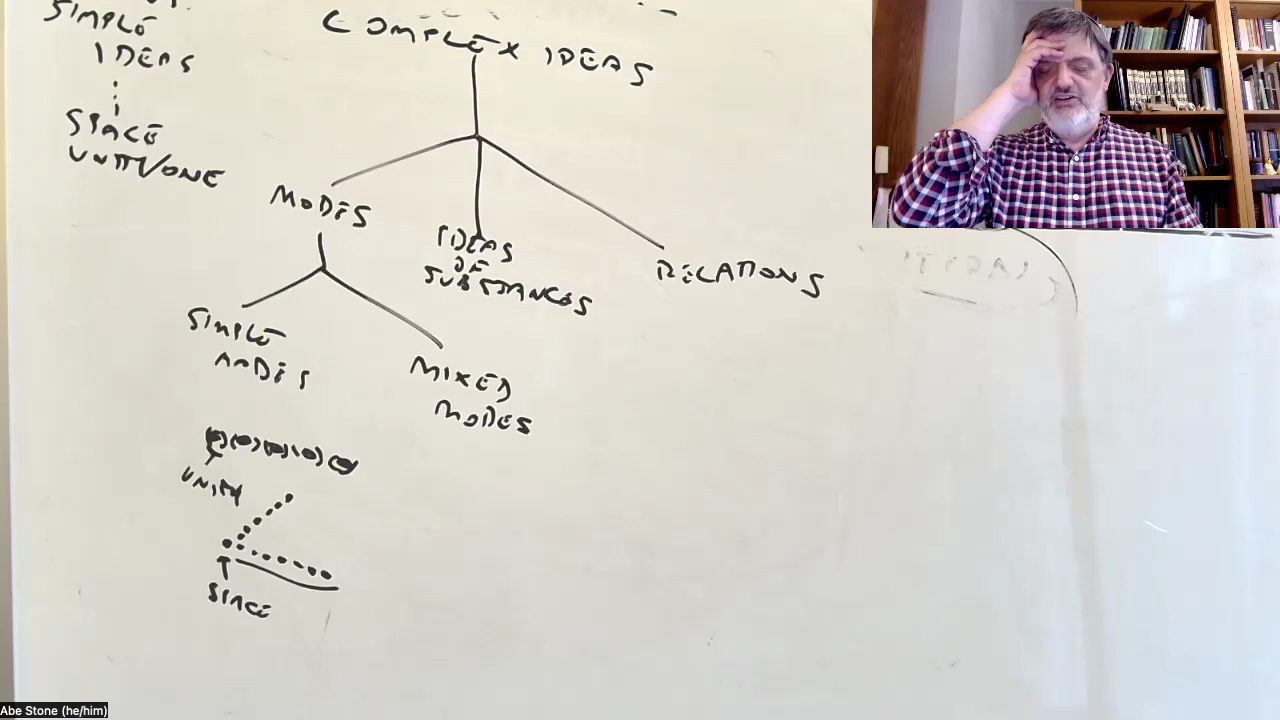 SIMPLE
IDEAS
SPACE
UNITY/ONE
COMPLEX IDEAS
MODES
IDEAS
OF
SUBSTANCES
RELATIONS
SIMPLE
MODES
MIXED
MODES
UNITY
SPACE
Abe Stone (he/him)